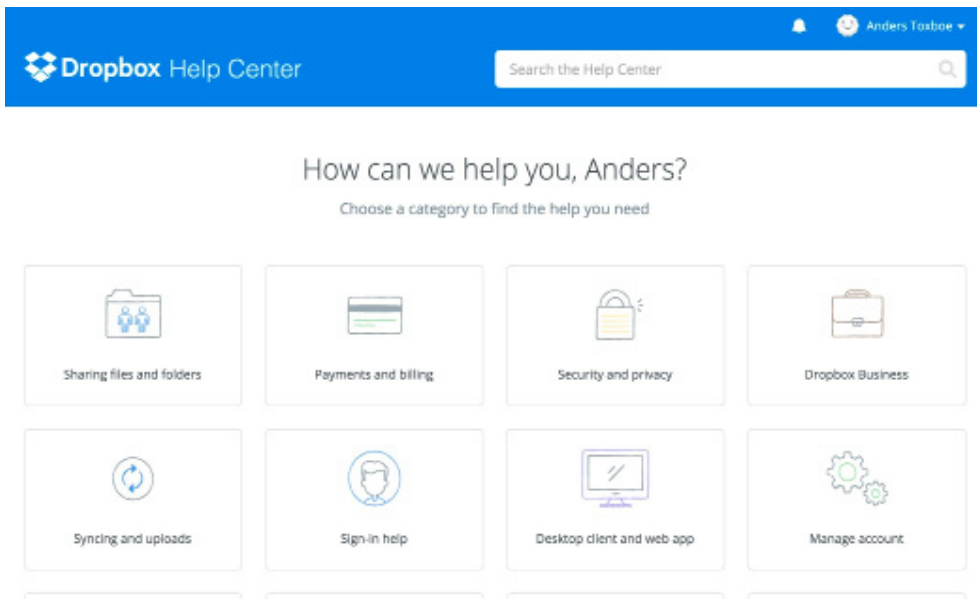 Anders Toxboe
Dropbox Help Center
Search the Help Center
How can we help you, Anders?
Choose a category to find the help you need
Sharing files and folders
Payments and billing
Security and privacy
Dropbox Business
Syncing and uploads
Sign-in help
Desktop client and web app
Manage account